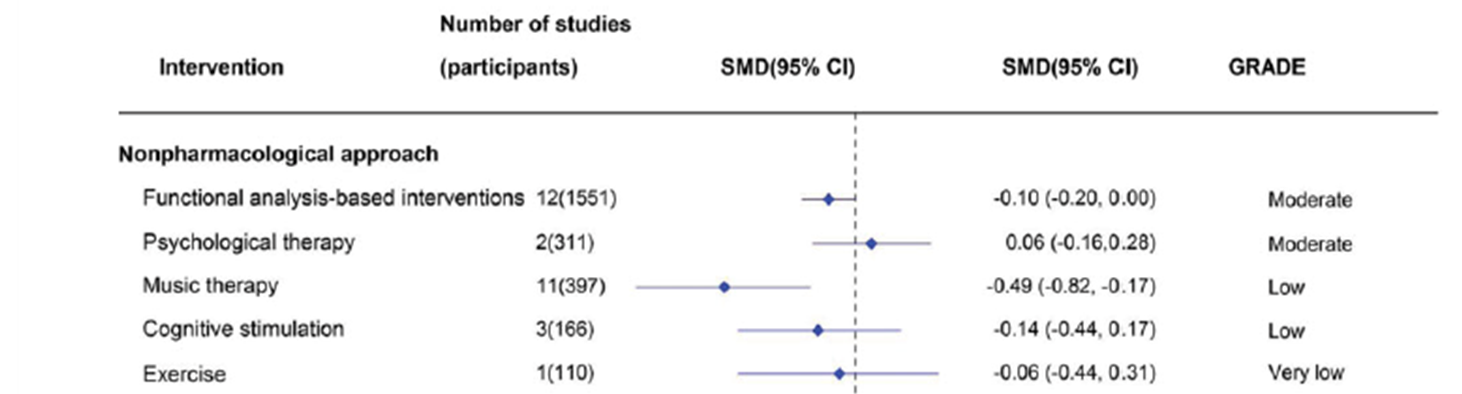 Number of studies
Intervention (participants) SMD(95% CI) SMD(95% CI) GRADE
Nonpharmacological approach
Functional analysis-based interventions 12(1551) -0.10 (-0.20, 0.00) Moderate
Psychological therapy 2(311) 0.06 (-0.16,0.28) Moderate
Music therapy 11(397) -0.49 (-0.82, -0.17) Low
Cognitive stimulation 3(166) -0.14 (-0.44, 0.17) Low
Exercise 1(110) -0.06 (-0.44, 0.31) Very low